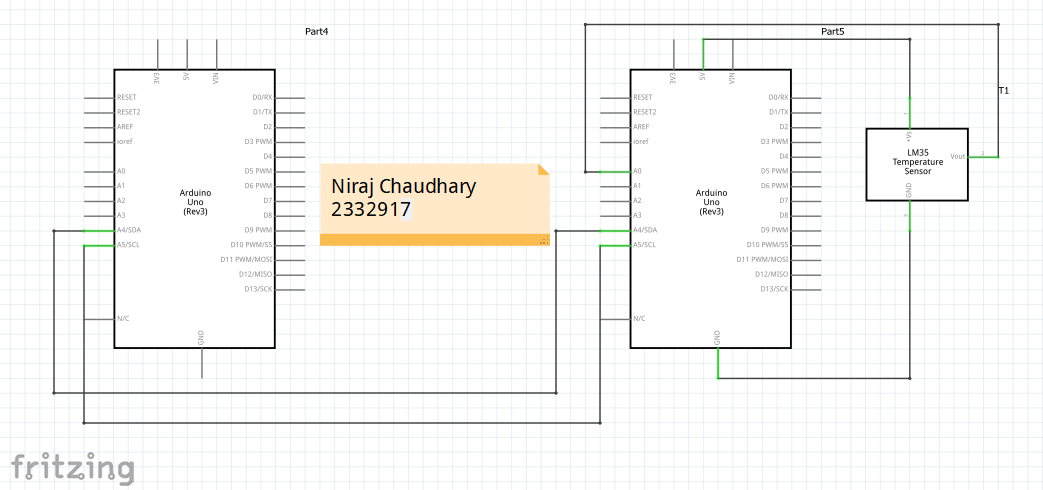 Part4
Part5
3V3
5V
VIN
3V3
5V
VIN
T1
RESET
RESET2
AREF
ioref
A0
A1
A2
A3
A4/SDA
A5/SCL
N/C
Arduino
Uno
(Rev3)
D0/RX
D1/TX
D2
D3 PWM
D4
D5 PWM
D6 PWM
D7
D8
D9 PWM
D10 PWM/SS
D11 PWM/MOSI
D12/MISO
D13/SCK
GND
Niraj Chaudhary
2332917
RESET
RESET2
AREF
ioref
A0
A1
A2
A3
A4/SDA
A5/SCL
N/C
Arduino
Uno
(Rev3)
D0/RX
D1/TX
D2
D3 PWM
D4
D5 PWM
D6 PWM
D7
D8
D9 PWM
D10 PWM/SS
D11 PWM/MOSI
D12/MISO
D13/SCK
GND
1
+Vs
LM35
Temperature
Sensor
Vout
2
GND
fritzing